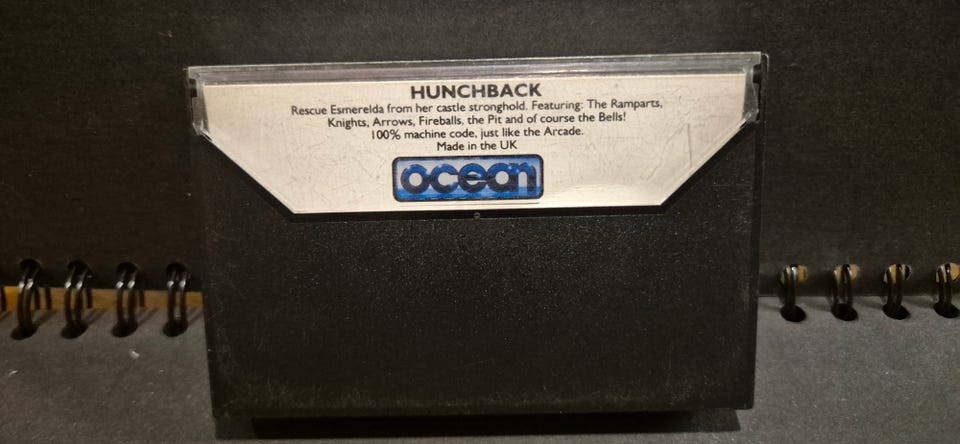 HUNCHBACK
Rescue Esmerelda from her castle stronghold. Featuring: The Ramparts,
Knights, Arrows, Fireballs, the Pit and of course the Bells!
100% machine code, just like the Arcade.
Made in the UK
ocean